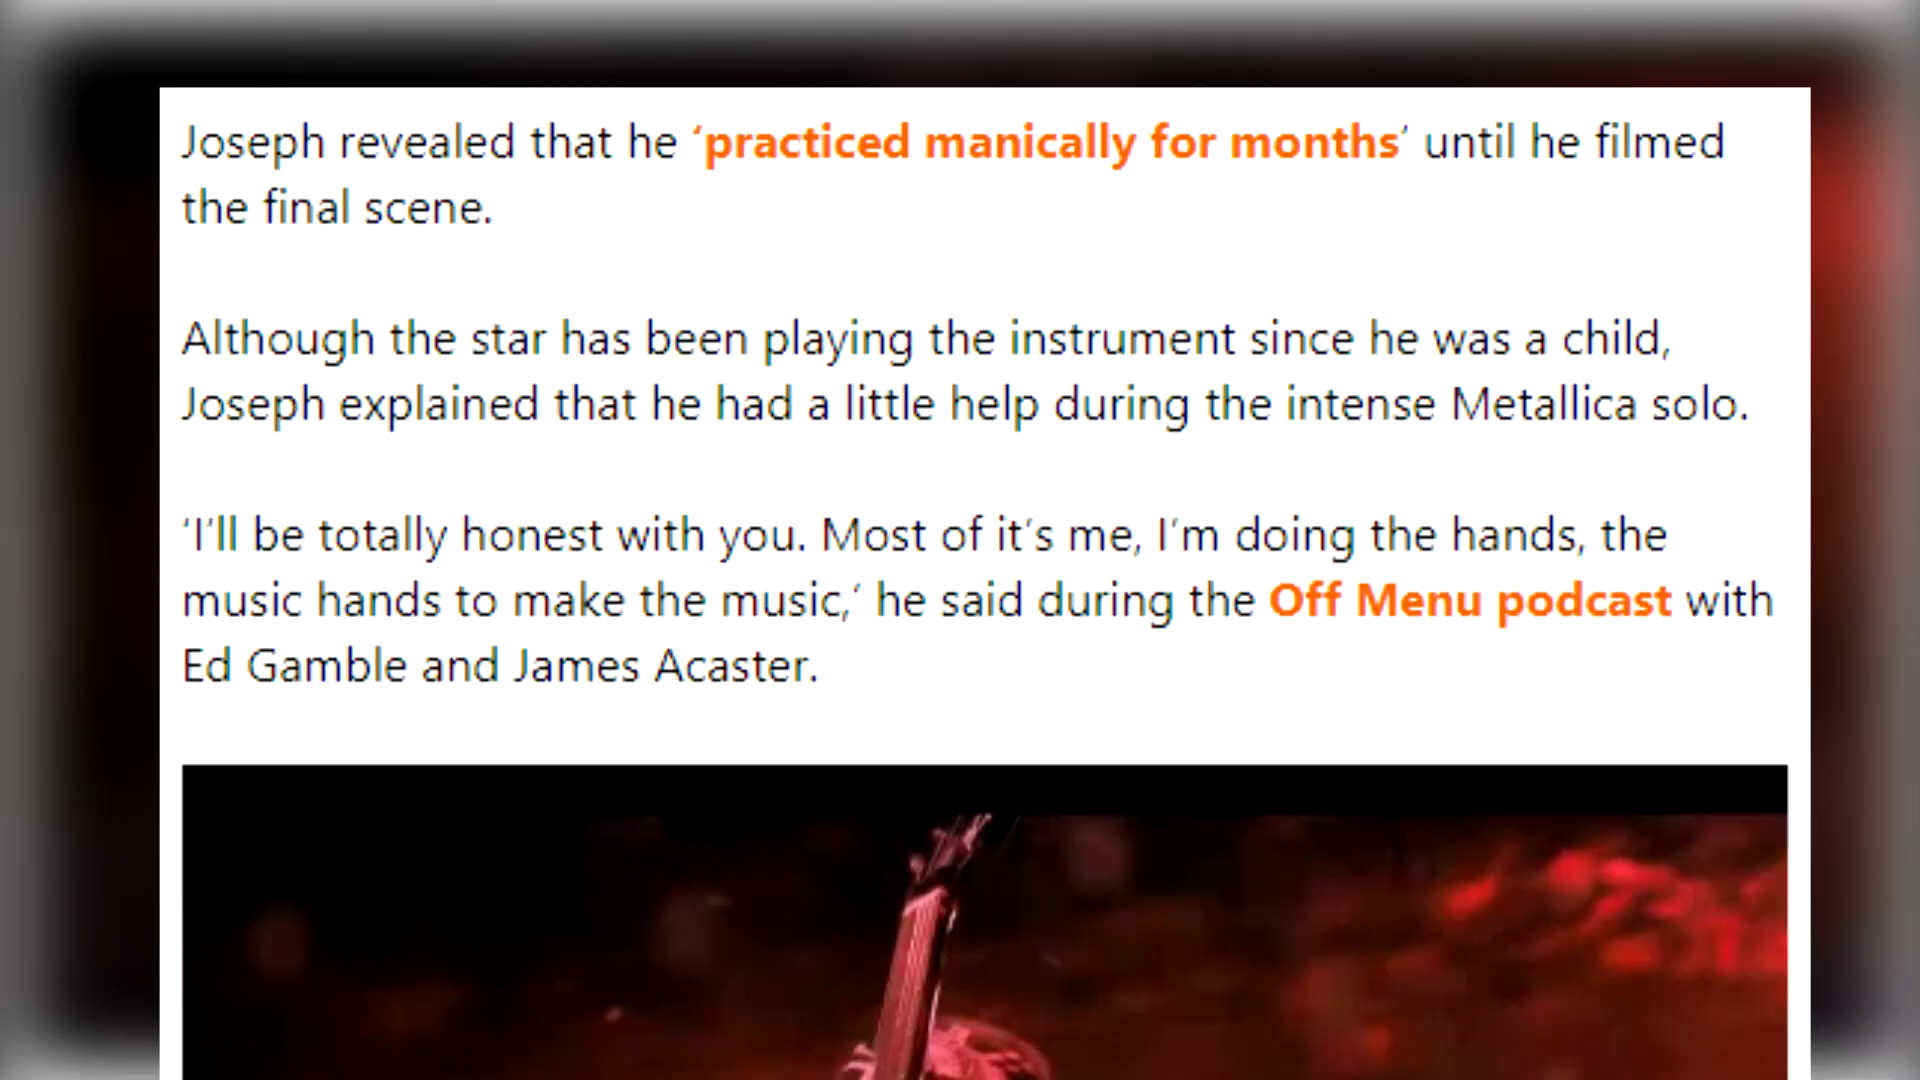 Joseph revealed that he ‘practiced manically for months’ until he filmed
the final scene.
Although the star has been playing the instrument since he was a child,
Joseph explained that he had a little help during the intense Metallica solo.
‘I’ll be totally honest with you. Most of it’s me, I’m doing the hands, the
music hands to make the music,’ he said during the Off Menu podcast with
Ed Gamble and James Acaster.